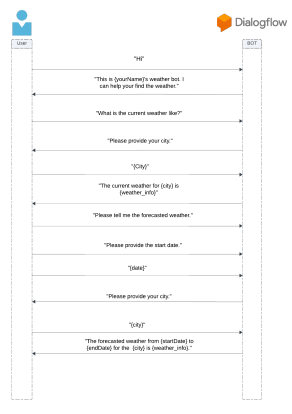 Dialogflow
User
BOT
"Hi"
"This is {yourName}'s weather bot. I
can help your find the weather."
"What is the current weather like?"
"Please provide your city."
"{City}"
"The current weather for {city} is
{weather_info}"
"Please tell me the forecasted weather."
"Please provide the start date."
"{date}"
"Please provide your city."
"{city}"
"The forecasted weather from {startDate} to
{endDate} for the {city} is {weather_info}."